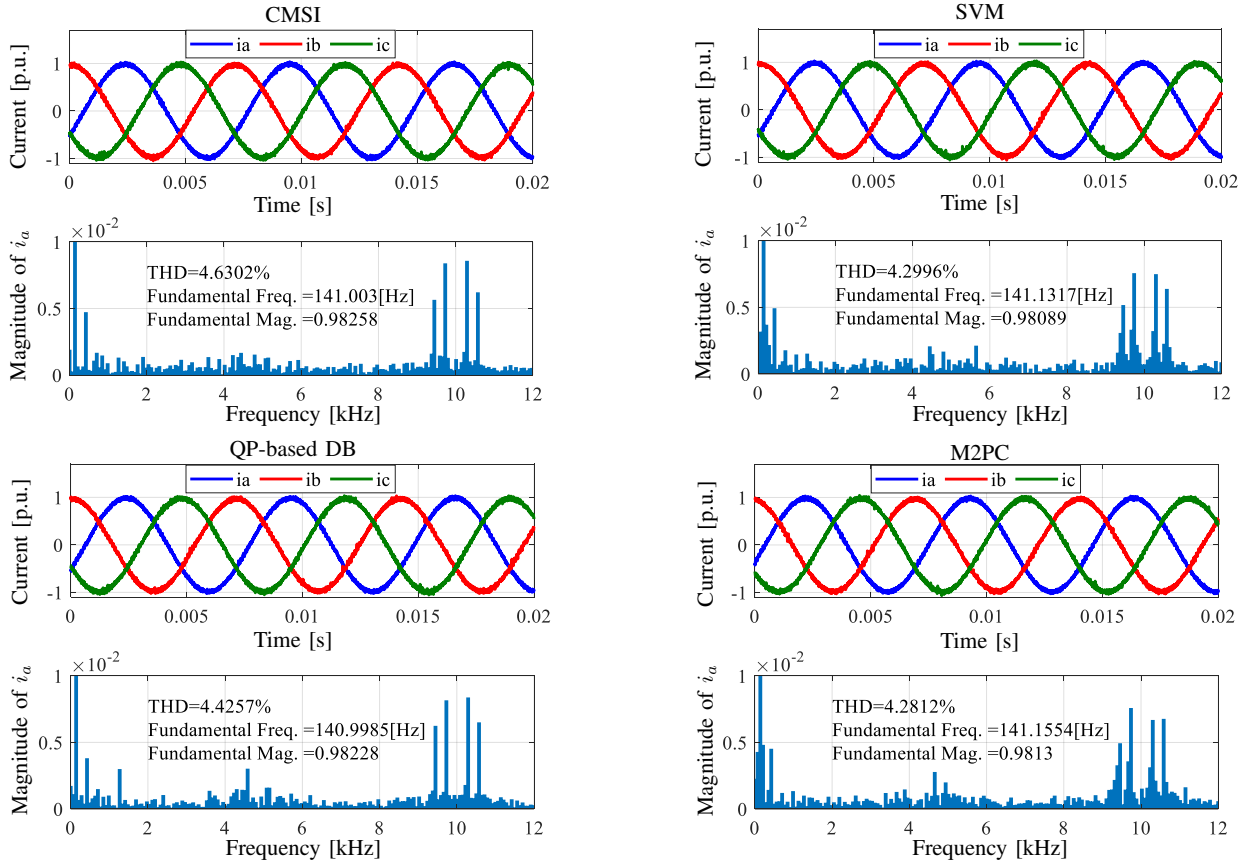 CMSI
ia ib ic
Current [p.u.]
1
0
-1
0 0.005 0.01 0.015 0.02
Time [s]
×10⁻²
Magnitude of iₐ
1
0.5
0
THD=4.6302%
Fundamental Freq. =141.003[Hz]
Fundamental Mag. =0.98258
0 2 4 6 8 10 12
Frequency [kHz]
SVM
ia ib ic
Current [p.u.]
1
0
-1
0 0.005 0.01 0.015 0.02
Time [s]
×10⁻²
Magnitude of iₐ
1
0.5
0
THD=4.2996%
Fundamental Freq. =141.1317[Hz]
Fundamental Mag. =0.98089
0 2 4 6 8 10 12
Frequency [kHz]
QP-based DB
ia ib ic
Current [p.u.]
1
0
-1
0 0.005 0.01 0.015 0.02
Time [s]
×10⁻²
Magnitude of iₐ
1
0.5
0
THD=4.4257%
Fundamental Freq. =140.9985[Hz]
Fundamental Mag. =0.98228
0 2 4 6 8 10 12
Frequency [kHz]
M2PC
ia ib ic
Current [p.u.]
1
0
-1
0 0.005 0.01 0.015 0.02
Time [s]
×10⁻²
Magnitude of iₐ
1
0.5
0
THD=4.2812%
Fundamental Freq. =141.1554[Hz]
Fundamental Mag. =0.9813
0 2 4 6 8 10 12
Frequency [kHz]